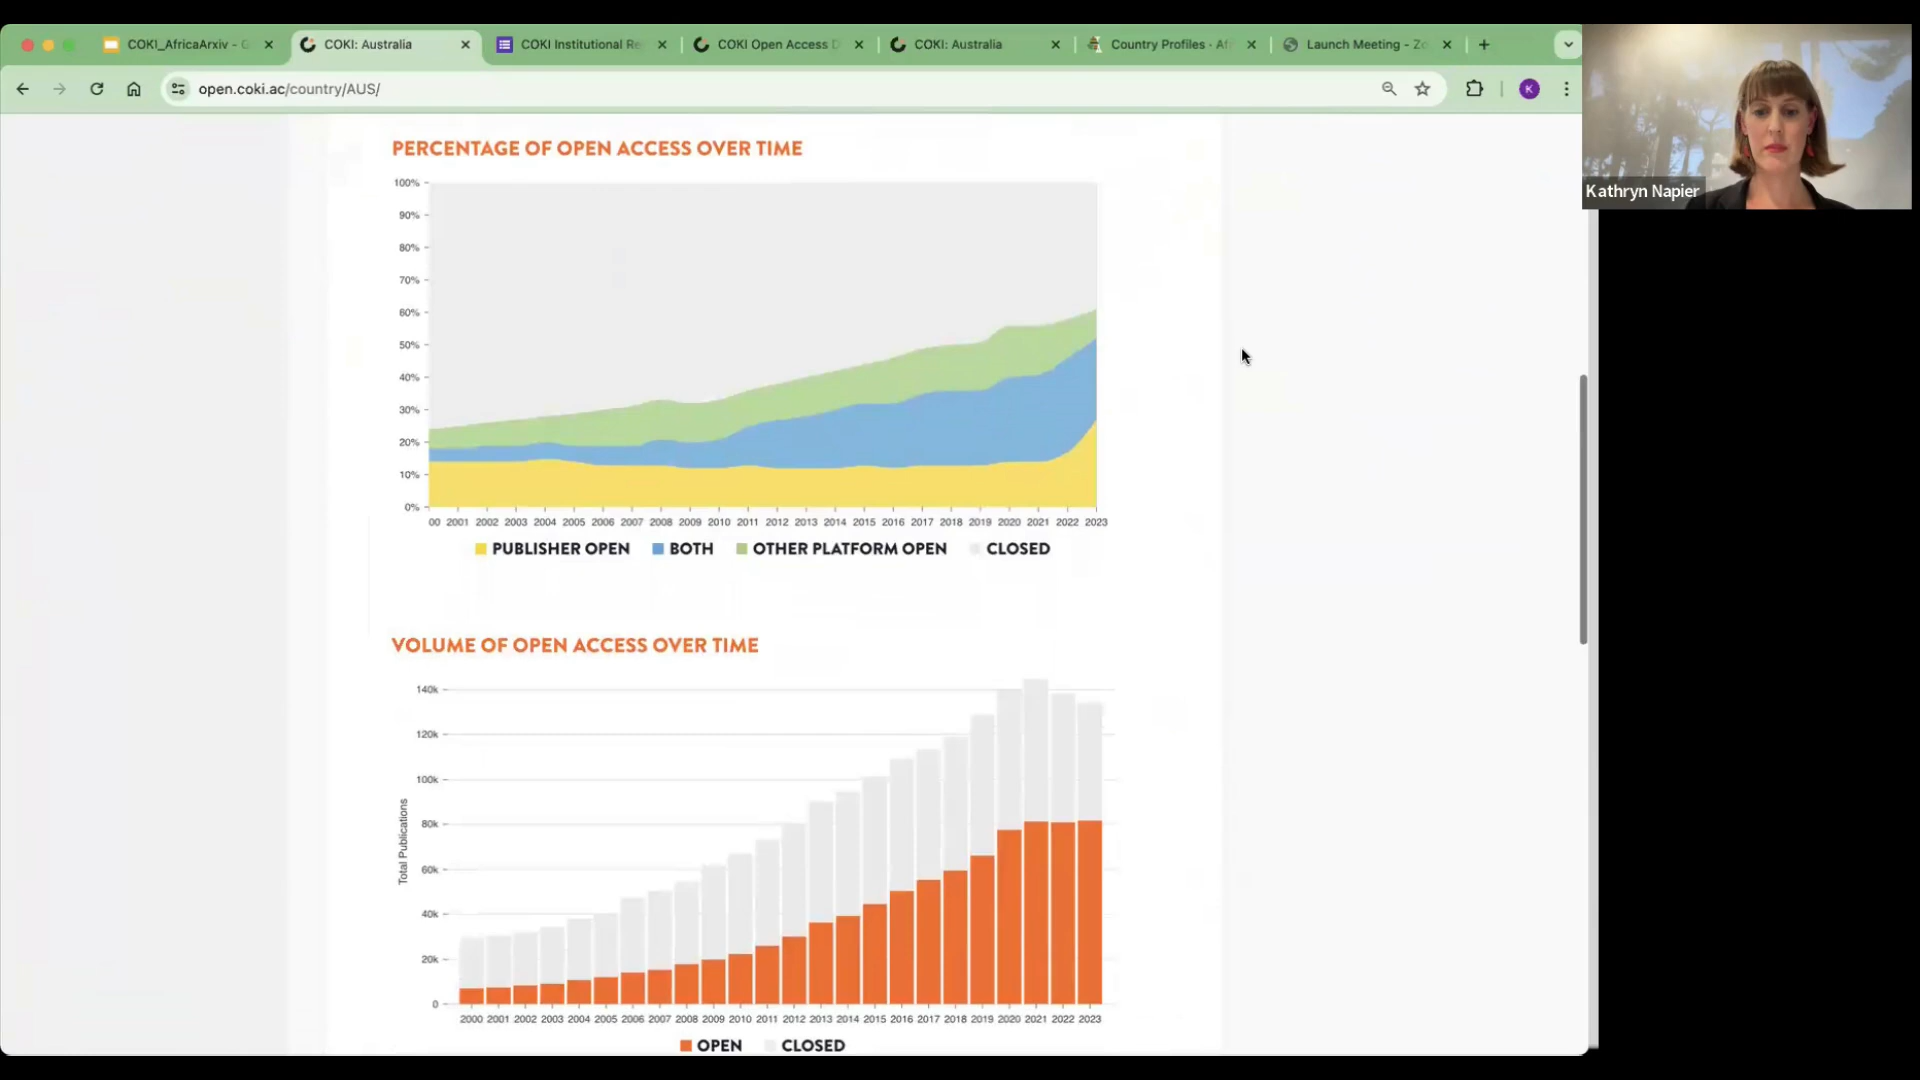 COKI_AfricaArxiv - G
COKI: Australia
COKI Institutional Re
COKI Open Access D
COKI: Australia
Country Profiles · Afr
Launch Meeting - Zo
open.coki.ac/country/AUS/
K
Kathryn Napier
PERCENTAGE OF OPEN ACCESS OVER TIME
100%
90%
80%
70%
60%
50%
40%
30%
20%
10%
0%
00 2001 2002 2003 2004 2005 2006 2007 2008 2009 2010 2011 2012 2013 2014 2015 2016 2017 2018 2019 2020 2021 2022 2023
PUBLISHER OPEN BOTH OTHER PLATFORM OPEN CLOSED
VOLUME OF OPEN ACCESS OVER TIME
Total Publications
140k
120k
100k
80k
60k
40k
20k
0
2000 2001 2002 2003 2004 2005 2006 2007 2008 2009 2010 2011 2012 2013 2014 2015 2016 2017 2018 2019 2020 2021 2022 2023
OPEN CLOSED